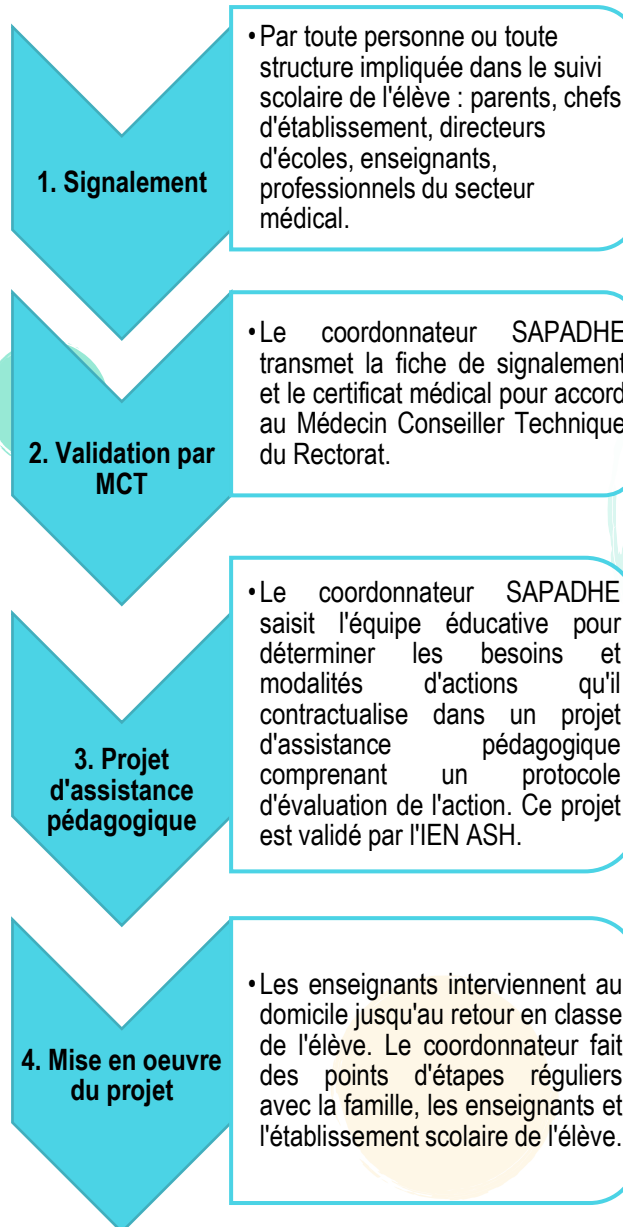 1. Signalement
•Par toute personne ou toute
structure impliquée dans le suivi
scolaire de l'élève : parents, chefs
d'établissement, directeurs
d'écoles, enseignants,
professionnels du secteur
médical.
2. Validation par
MCT
•Le coordonnateur SAPADHE
transmet la fiche de signalement
et le certificat médical pour accord
au Médecin Conseiller Technique
du Rectorat.
3. Projet
d'assistance
pédagogique
•Le coordonnateur SAPADHE
saisit l'équipe éducative pour
déterminer les besoins et
modalités d'actions qu'il
contractualise dans un projet
d'assistance pédagogique
comprenant un protocole
d'évaluation de l'action. Ce projet
est validé par l'IEN ASH.
4. Mise en oeuvre
du projet
•Les enseignants interviennent au
domicile jusqu'au retour en classe
de l'élève. Le coordonnateur fait
des points d'étapes réguliers
avec la famille, les enseignants et
l'établissement scolaire de l'élève.